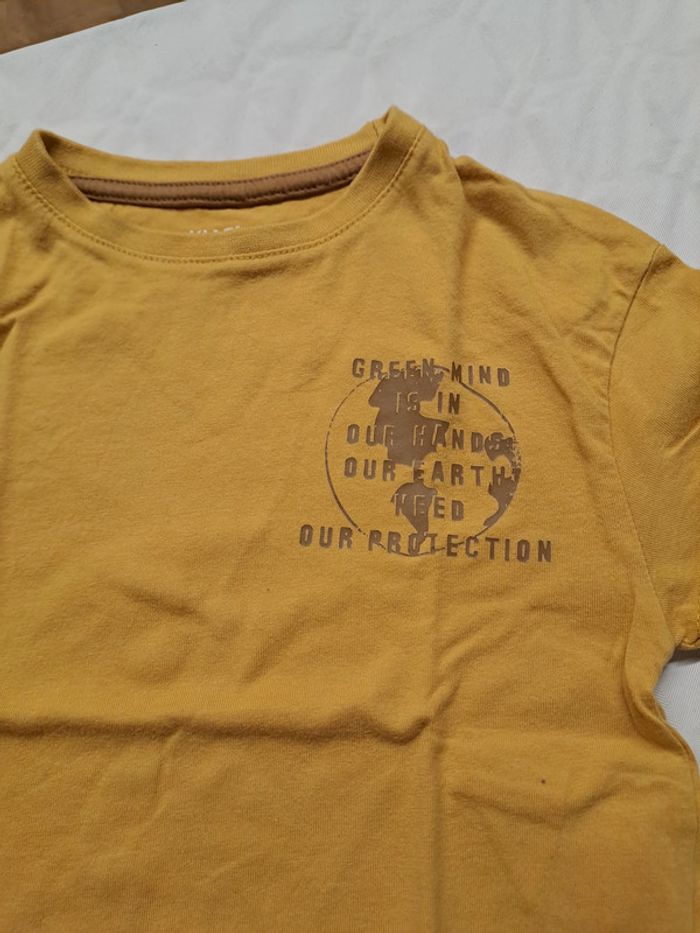 GREEN MIND
IS IN
OUR HANDS
OUR EARTH
NEED
OUR PROTECTION